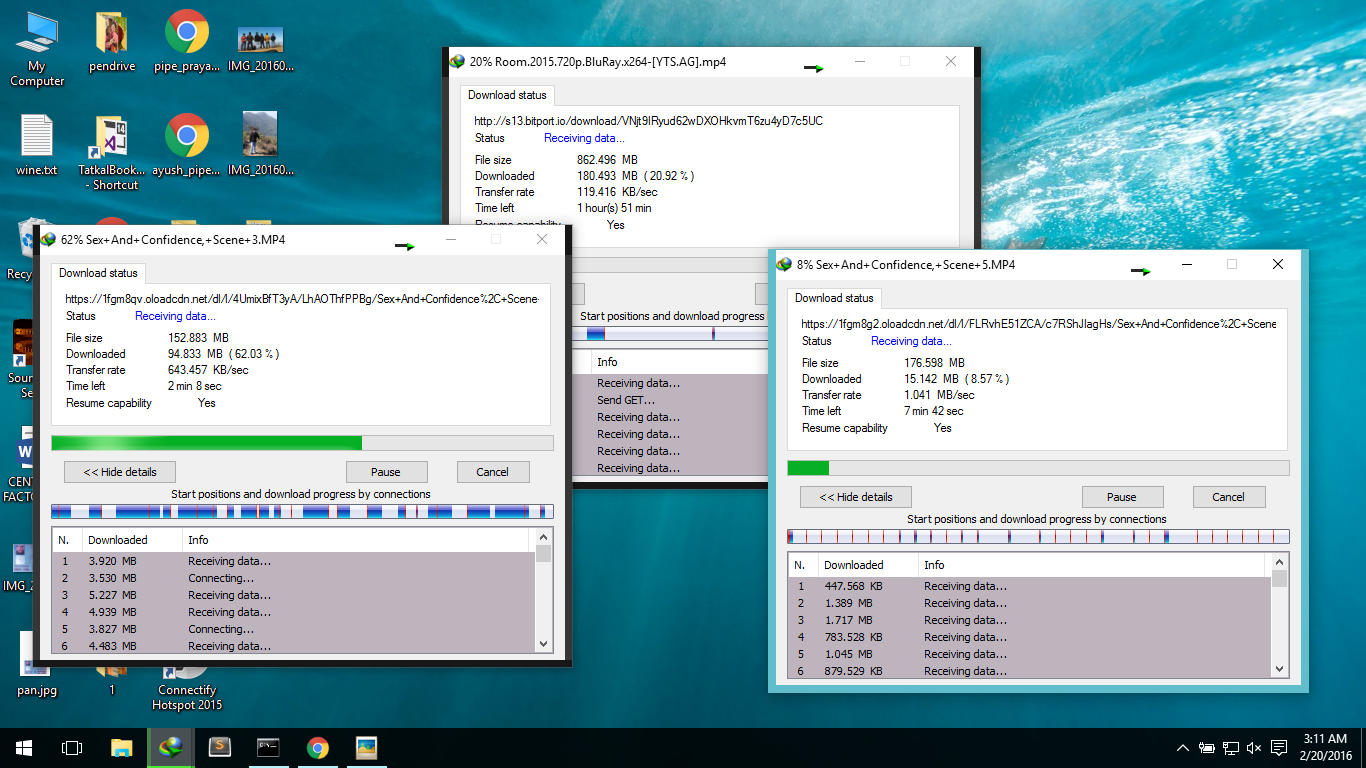 My
Computer
pendrive
pipe_praya...
IMG_20160...
wine.txt
TatkalBook...
- Shortcut
ayush_pipe...
IMG_20160...
pan.jpg
1
Connectify
Hotspot 2015
20% Room.2015.720p.BluRay.x264-[YTS.AG].mp4
Download status
http://s13.bitport.io/download/VNjt9lRyud62wDXOHkvmT6zu4yD7c5UC
Status Receiving data...
File size 862.496 MB
Downloaded 180.493 MB ( 20.92 % )
Transfer rate 119.416 KB/sec
Time left 1 hour(s) 51 min
Resume capability Yes
Start positions and download progress
Info
Receiving data...
Send GET...
Receiving data...
Receiving data...
Receiving data...
Receiving data...
62% Sex+And+Confidence,+Scene+3.MP4
Download status
https://1fgm8qv.oloadcdn.net/dl/l/4UmixBfT3yA/LhAOThfPPBg/Sex+And+Confidence%2C+Scene
Status Receiving data...
File size 152.883 MB
Downloaded 94.833 MB ( 62.03 % )
Transfer rate 643.457 KB/sec
Time left 2 min 8 sec
Resume capability Yes
<< Hide details Pause Cancel
Start positions and download progress by connections
N. Downloaded Info
1 3.920 MB Receiving data...
2 3.530 MB Connecting...
3 5.227 MB Receiving data...
4 4.939 MB Receiving data...
5 3.827 MB Connecting...
6 4.483 MB Receiving data...
8% Sex+And+Confidence,+Scene+5.MP4
Download status
https://1fgm8g2.oloadcdn.net/dl/l/FLRvhE51ZCA/c7RShJlagHs/Sex+And+Confidence%2C+Scene
Status Receiving data...
File size 176.598 MB
Downloaded 15.142 MB ( 8.57 % )
Transfer rate 1.041 MB/sec
Time left 7 min 42 sec
Resume capability Yes
<< Hide details Pause Cancel
Start positions and download progress by connections
N. Downloaded Info
1 447.568 KB Receiving data...
2 1.389 MB Receiving data...
3 1.717 MB Receiving data...
4 783.528 KB Receiving data...
5 1.045 MB Receiving data...
6 879.529 KB Receiving data...
3:11 AM
2/20/2016